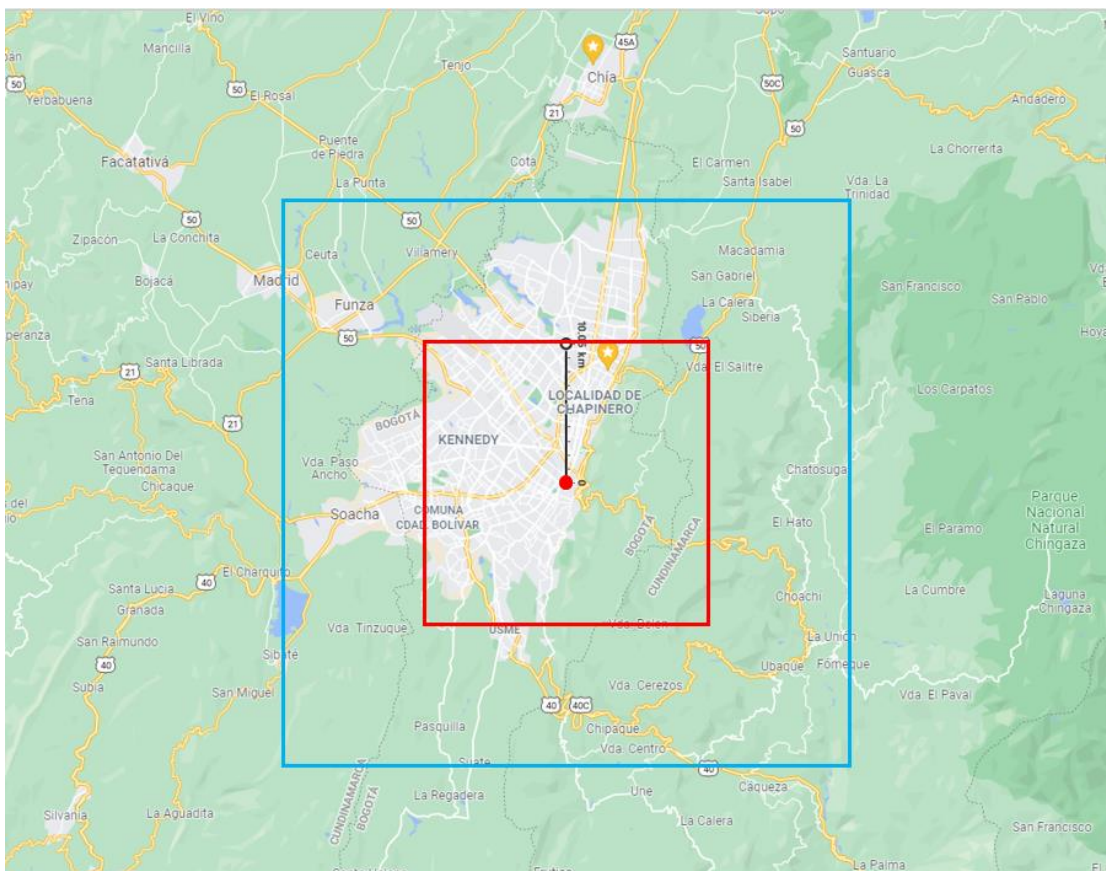 El Vino
Mancilla
50
Yerbabuena
50
El Rosal
Tenjo
45A
Chía
21
50C
Santuario
Guasca
50
Andadero
La Chorrerita
Facatativá
Puente
de Piedra
La Punta
Cota
El Carmen
Santa Isabel
Vda. La
Trinidad
50
La Conchita
Zipacón
Bojacá
Ceuta
50
Villamery
Madrid
Funza
Macadamia
San Gabriel
La Calera
Siberia
San Francisco
San Pablo
50
10.05 km
50
Vda. El Salitre
Santa Librada
Tena
21
LOCALIDAD DE
CHAPINERO
BOGOTÁ
KENNEDY
Los Carpatos
San Antonio Del
Tequendama
Chicaque
Vda. Paso
Ancho
0
Chatosuga
Soacha
COMUNA
CDAD. BOLIVAR
BOGOTÁ
CUNDINAMARCA
El Hato
El Paramo
Parque
Nacional
Natural
Chingaza
El Charquito
40
Santa Lucia
Granada
Choachí
La Cumbre
Laguna
Chingaza
San Raimundo
40
Subia
Vda. Tinzuque
USME
Vda. Belen
Sibaté
La Unión
Ubaque
Fómeque
San Miguel
Vda. Cerezos
Vda. El Paval
40
40C
Pasquilla
Chipaque
Vda. Centro
40
Suate
CUNDINAMARCA
BOGOTÁ
La Regadera
Une
Cáqueza
Silvania
La Aguadita
La Calera
San Francisco
La Palma